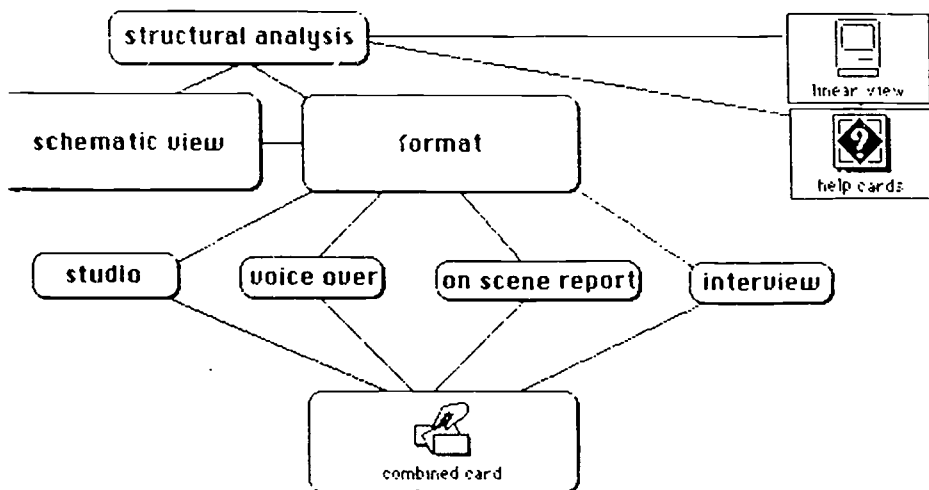 structural analysis
linear view
schematic view
format
help cards
studio
voice over
on scene report
interview
combined card